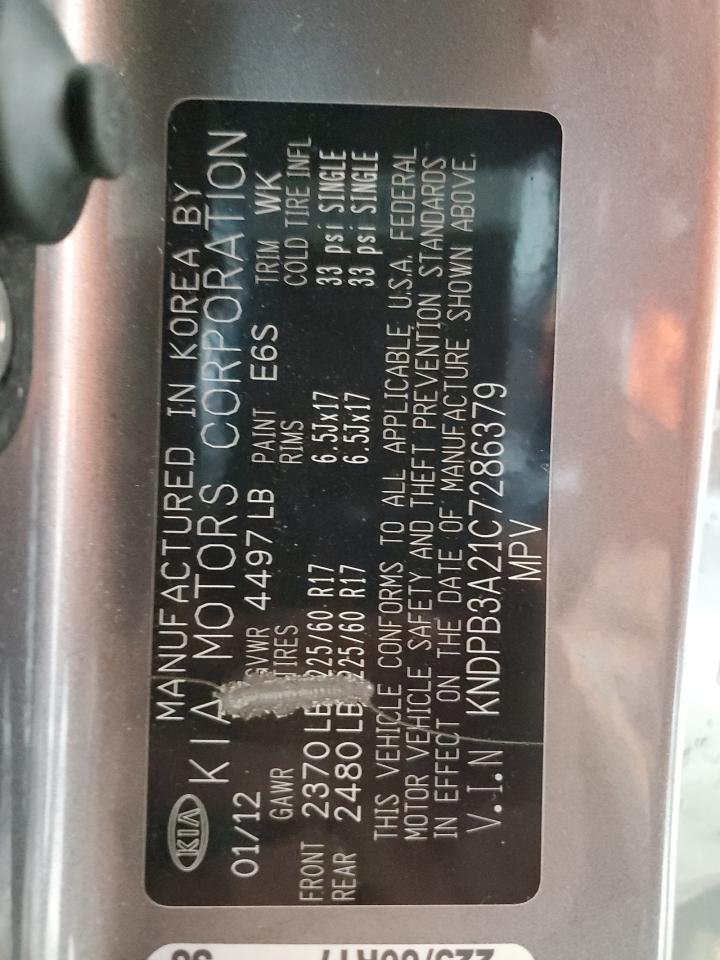 KIA
MANUFACTURED IN KOREA BY
KIA MOTORS CORPORATION
01/12 GVWR 4497 LB PAINT E6S TRIM WK
GAWR TIRES RIMS COLD TIRE INFL
FRONT 2370 LB 225/60 R17 6.5Jx17 33 psi SINGLE
REAR 2480 LB 225/60 R17 6.5Jx17 33 psi SINGLE
THIS VEHICLE CONFORMS TO ALL APPLICABLE U.S.A. FEDERAL
MOTOR VEHICLE SAFETY AND THEFT PREVENTION STANDARDS
IN EFFECT ON THE DATE OF MANUFACTURE SHOWN ABOVE.
V.I.N KNDPB3A21C7286379
MPV